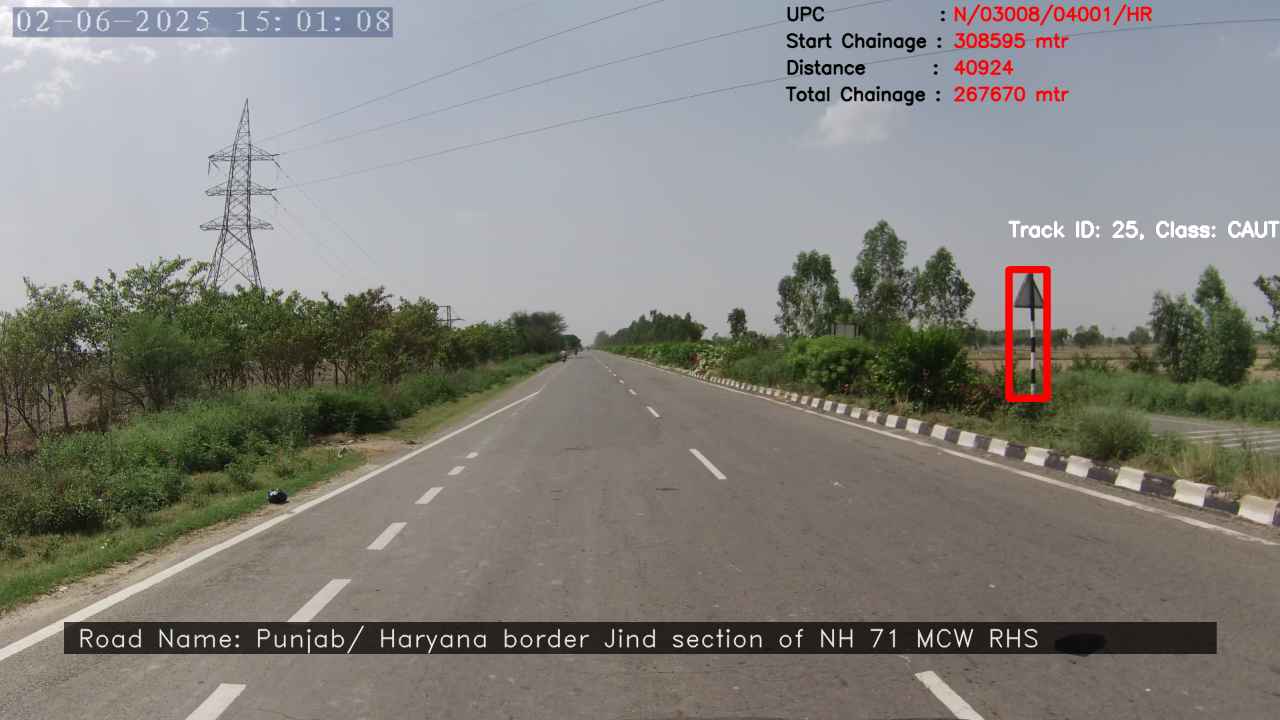 02-06-2025 15:01:08
UPC : N/03008/04001/HR
Start Chainage : 308595 mtr
Distance : 40924
Total Chainage : 267670 mtr
Track ID: 25, Class: CAUT
Road Name: Punjab/ Haryana border Jind section of NH 71 MCW RHS